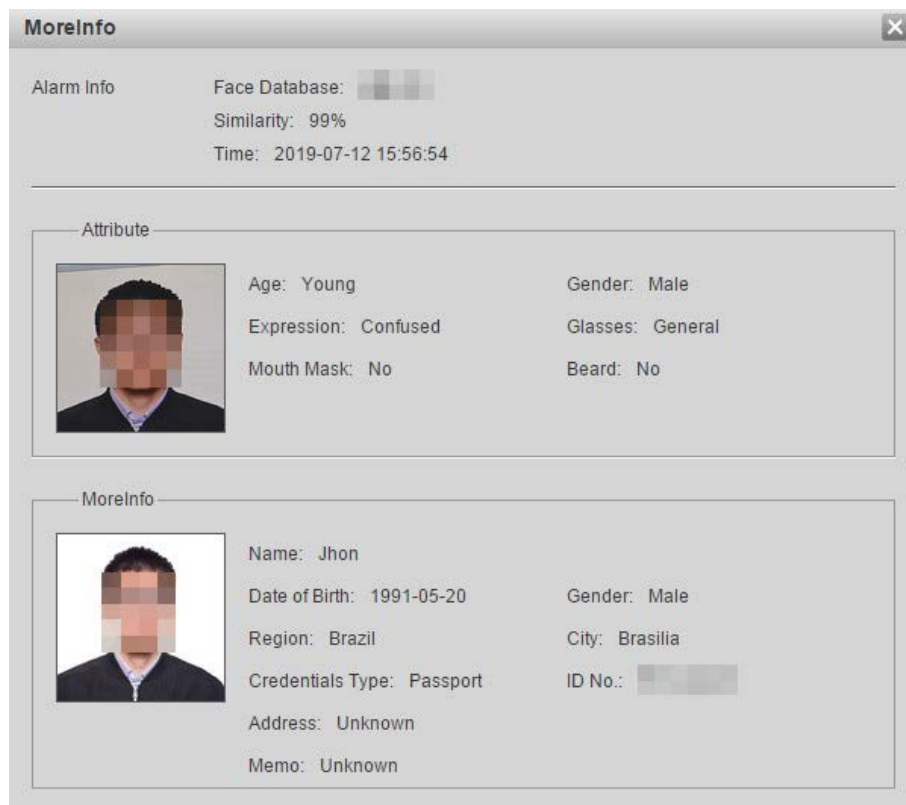 MoreInfo
Alarm Info Face Database:
Similarity: 99%
Time: 2019-07-12 15:56:54
Attribute
Age: Young Gender: Male
Expression: Confused Glasses: General
Mouth Mask: No Beard: No
MoreInfo
Name: Jhon
Date of Birth: 1991-05-20 Gender: Male
Region: Brazil City: Brasilia
Credentials Type: Passport ID No.:
Address: Unknown
Memo: Unknown